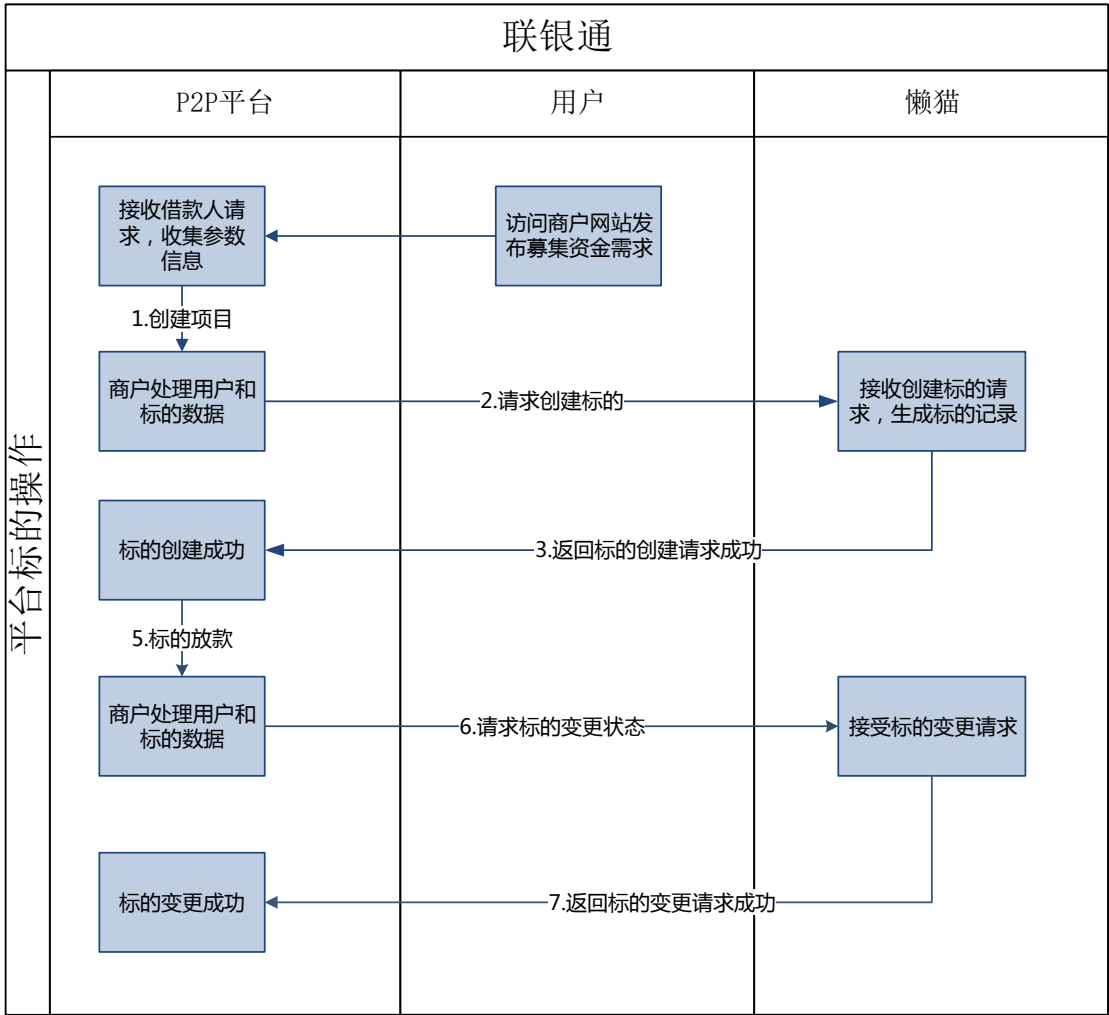 联银通
P2P平台
用户
懒猫
平台标的操作
接收借款人请
求，收集参数
信息
访问商户网站发
布募集资金需求
1.创建项目
商户处理用户和
标的数据
2.请求创建标的
接收创建标的请
求，生成标的记录
标的创建成功
3.返回标的创建请求成功
5.标的放款
商户处理用户和
标的数据
6.请求标的变更状态
接受标的变更请求
标的变更成功
7.返回标的变更请求成功